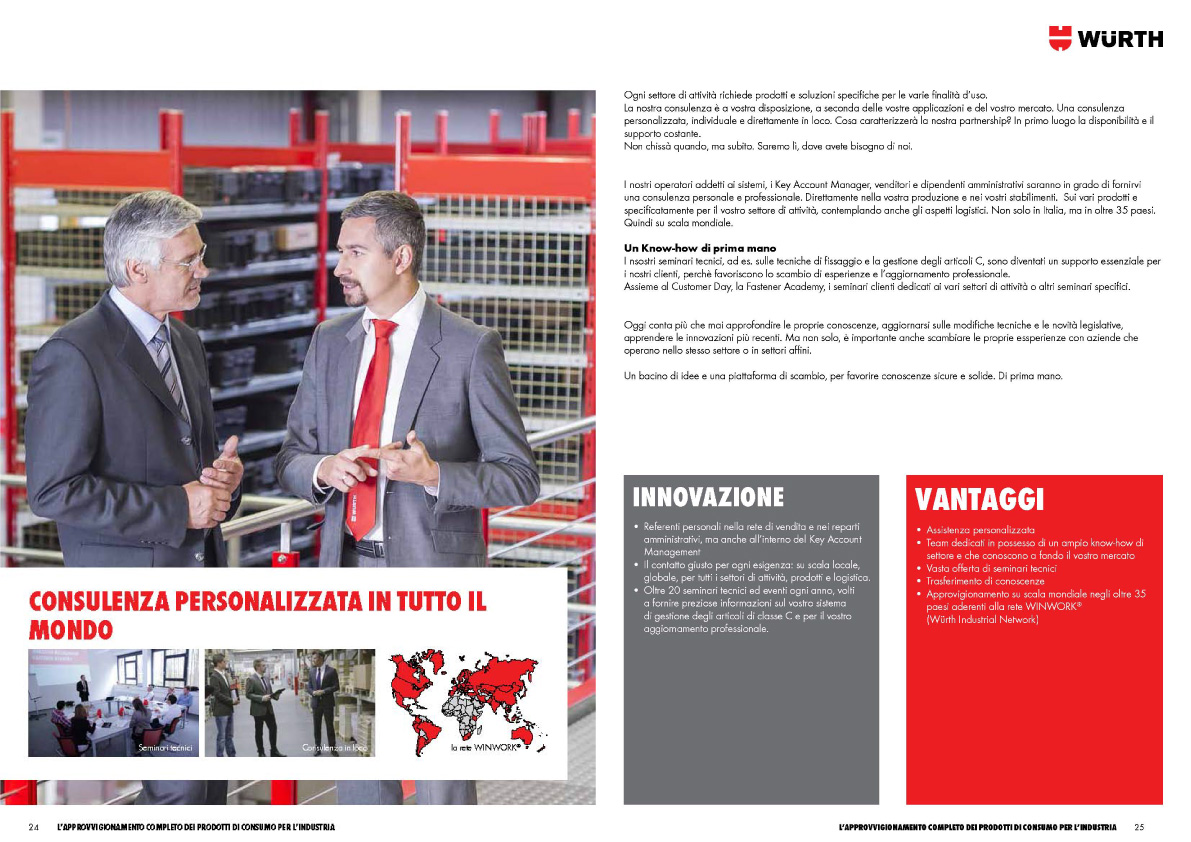 WÜRTH
Ogni settore di attività richiede prodotti e soluzioni specifiche per le varie finalità d'uso.
La nostra consulenza è a vostra disposizione, a seconda delle vostre applicazioni e del vostro mercato. Una consulenza
personalizzata, individuale e direttamente in loco. Cosa caratterizzerà la nostra partnership? In primo luogo la disponibilità e il
supporto costante.
Non chissà quando, ma subito. Saremo lì, dove avete bisogno di noi.
I nostri operatori addetti ai sistemi, i Key Account Manager, venditori e dipendenti amministrativi saranno in grado di fornirvi
una consulenza personale e professionale. Direttamente nella vostra produzione e nei vostri stabilimenti. Sui vari prodotti e
specificatamente per il vostro settore di attività, contemplando anche gli aspetti logistici. Non solo in Italia, ma in oltre 35 paesi.
Quindi su scala mondiale.
Un Know-how di prima mano
I nsostri seminari tecnici, ad es. sulle tecniche di fissaggio e la gestione degli articoli C, sono diventati un supporto essenziale per
i nostri clienti, perchè favoriscono lo scambio di esperienze e l'aggiornamento professionale.
Assieme al Customer Day, la Fastener Academy, i seminari clienti dedicati ai vari settori di attività o altri seminari specifici.
Oggi conta più che mai approfondire le proprie conoscenze, aggiornarsi sulle modifiche tecniche e le novità legislative,
apprendere le innovazioni più recenti. Ma non solo, è importante anche scambiare le proprie essperienze con aziende che
operano nello stesso settore o in settori affini.
Un bacino di idee e una piattaforma di scambio, per favorire conoscenze sicure e solide. Di prima mano.
WÜRTH
CONSULENZA PERSONALIZZATA IN TUTTO IL
MONDO
Seminari tecnici
Consulenza in loco
la rete WINWORK®
INNOVAZIONE
• Referenti personali nella rete di vendita e nei reparti
amministrativi, ma anche all'interno del Key Account
Management
• Il contatto giusto per ogni esigenza: su scala locale,
globale, per tutti i settori di attività, prodotti e logistica.
• Oltre 20 seminari tecnici ed eventi ogni anno, volti
a fornire preziose informazioni sul vostro sistema
di gestione degli articoli di classe C e per il vostro
aggiornamento professionale.
VANTAGGI
• Assistenza personalizzata
• Team dedicati in possesso di un ampio know-how di
settore e che conoscono a fondo il vostro mercato
• Vasta offerta di seminari tecnici
• Trasferimento di conoscenze
• Approvigionamento su scala mondiale negli oltre 35
paesi aderenti alla rete WINWORK®
(Würth Industrial Network)
24 L'APPROVVIGIONAMENTO COMPLETO DEI PRODOTTI DI CONSUMO PER L'INDUSTRIA
L'APPROVVIGIONAMENTO COMPLETO DEI PRODOTTI DI CONSUMO PER L'INDUSTRIA 25